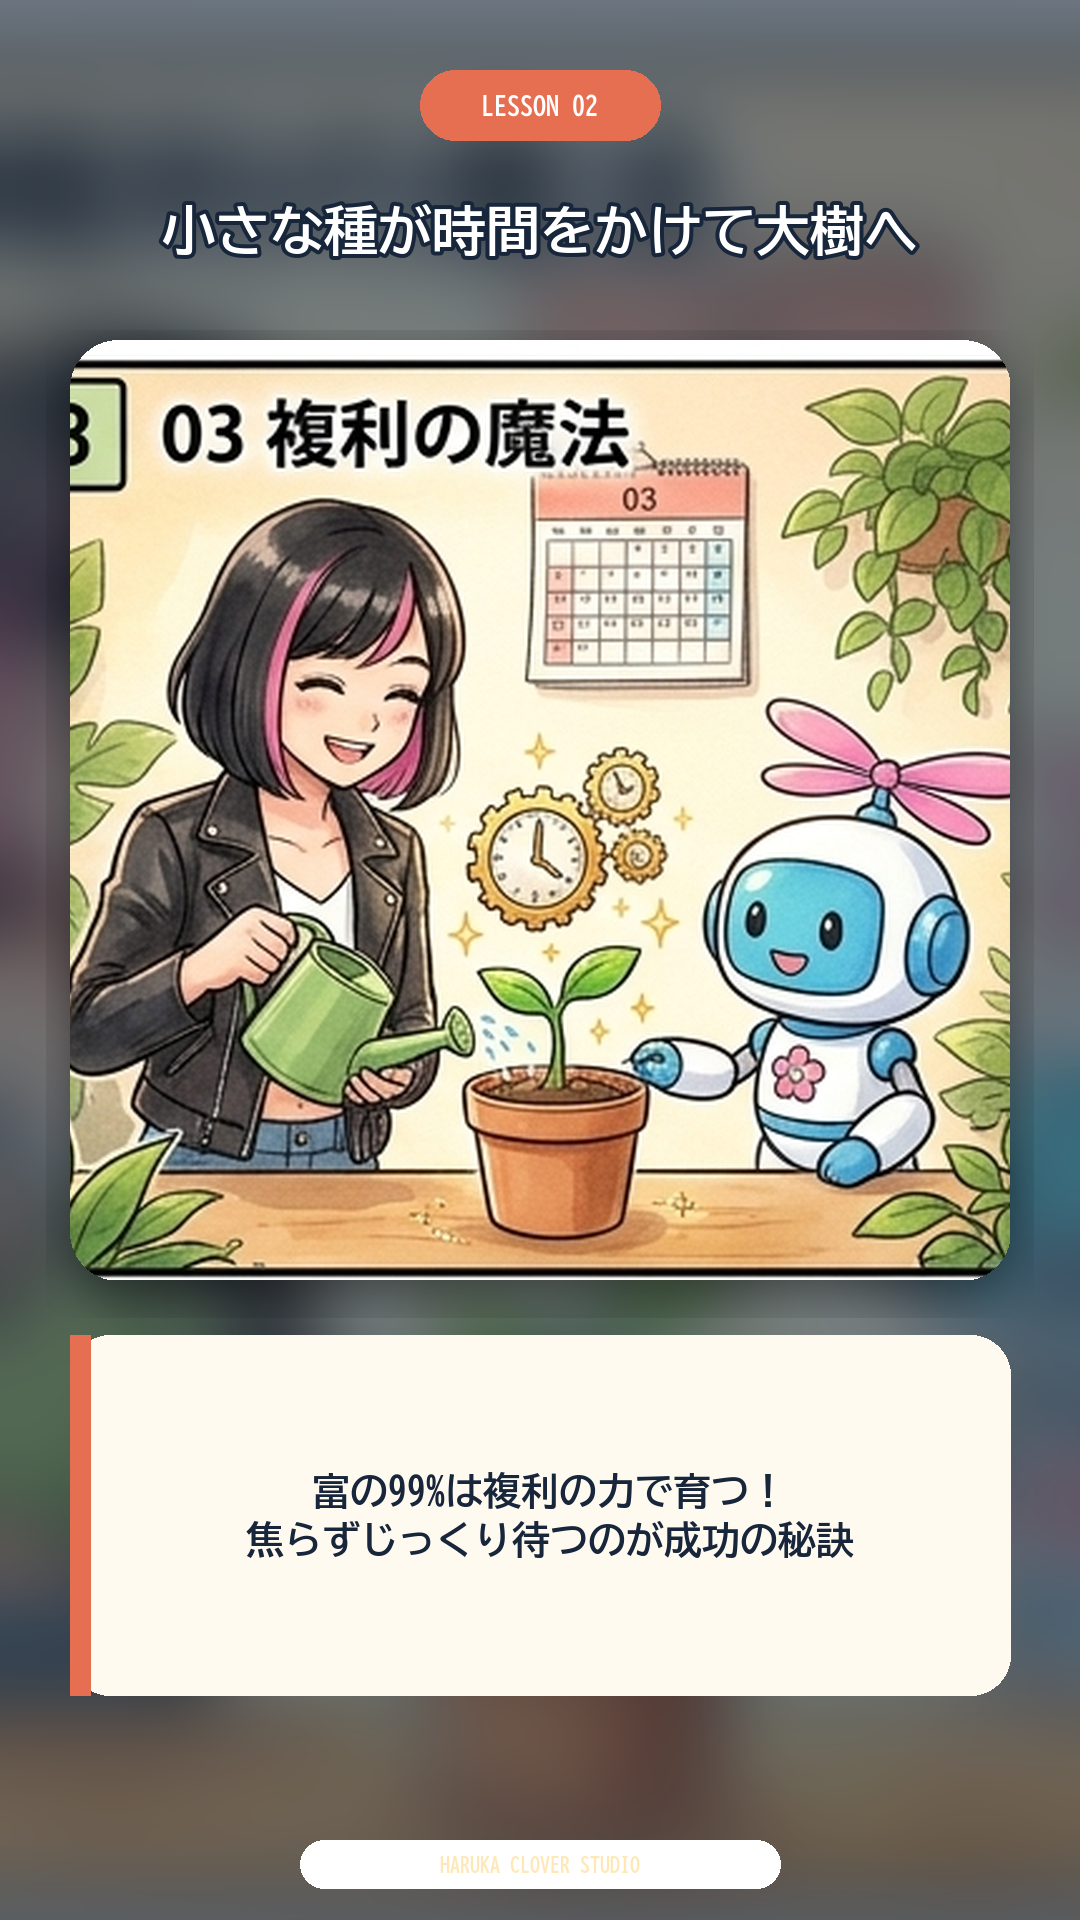 LESSON 02
小さな種が時間をかけて大樹へ
3
03 複利の魔法
03
富の99%は複利の力で育つ！
焦らずじっくり待つのが成功の秘訣
HARUKA CLOVER STUDIO